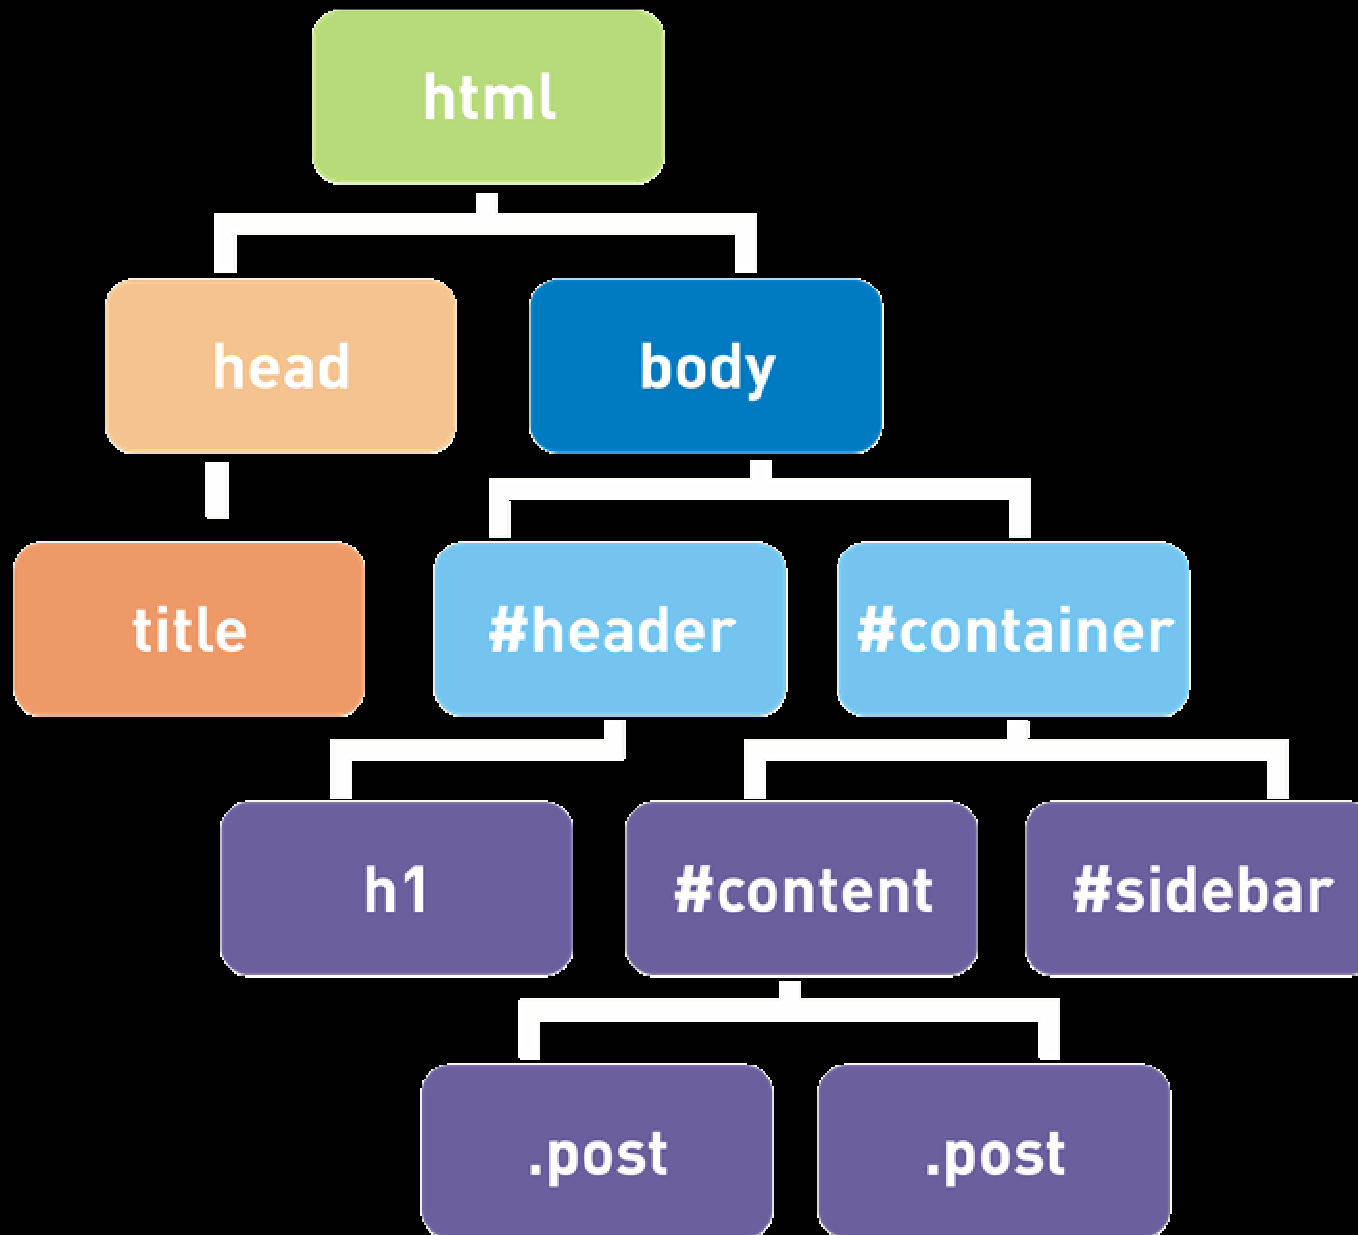 html
head
body
title
#header
#container
h1
#content
#sidebar
.post
.post